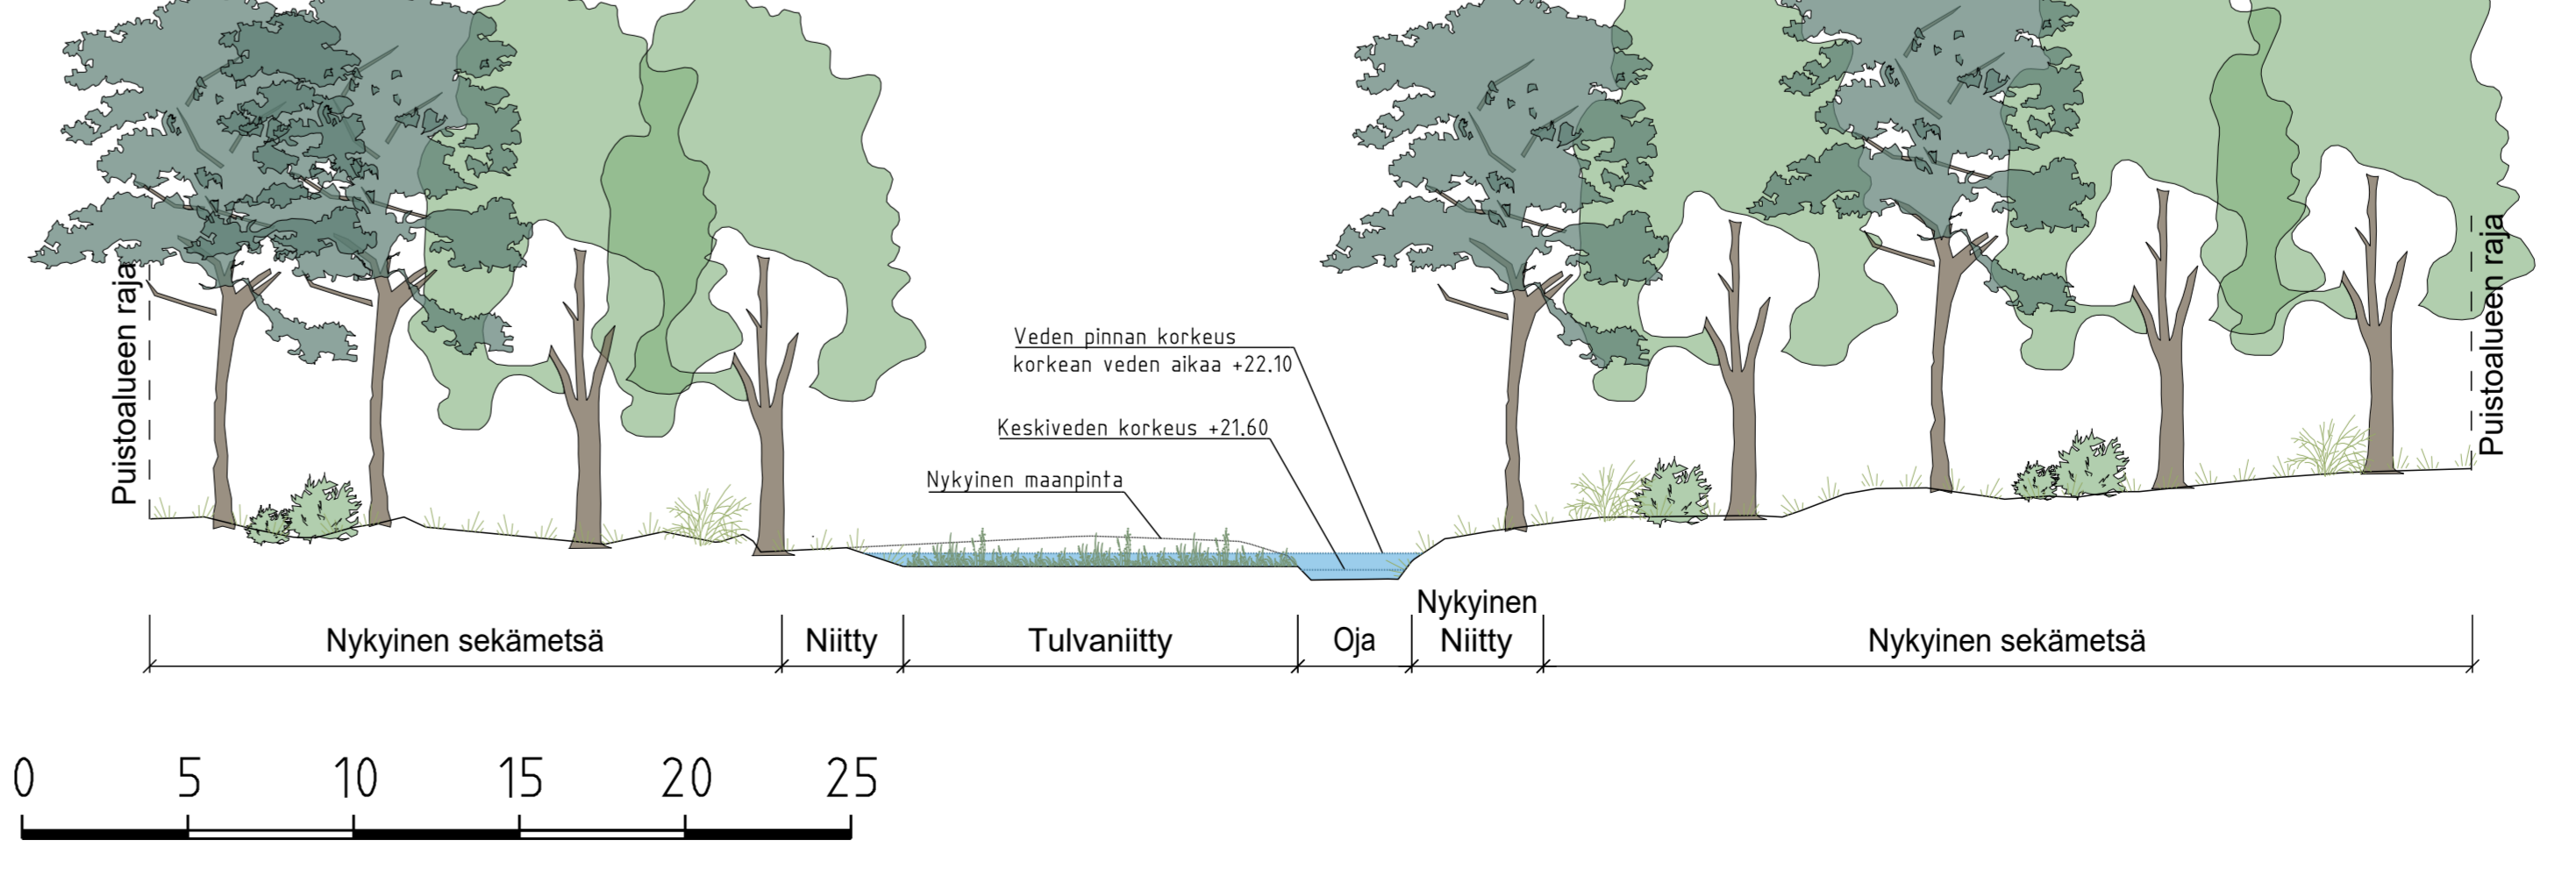 Puistoalueen raja
Veden pinnan korkeus
korkean veden aikaa +22.10
Keskiveden korkeus +21.60
Nykyinen maanpinta
Puistoalueen raja
Nykyinen sekämetsä
Niitty
Tulvaniitty
Oja
Nykyinen
Niitty
Nykyinen sekämetsä
0 5 10 15 20 25